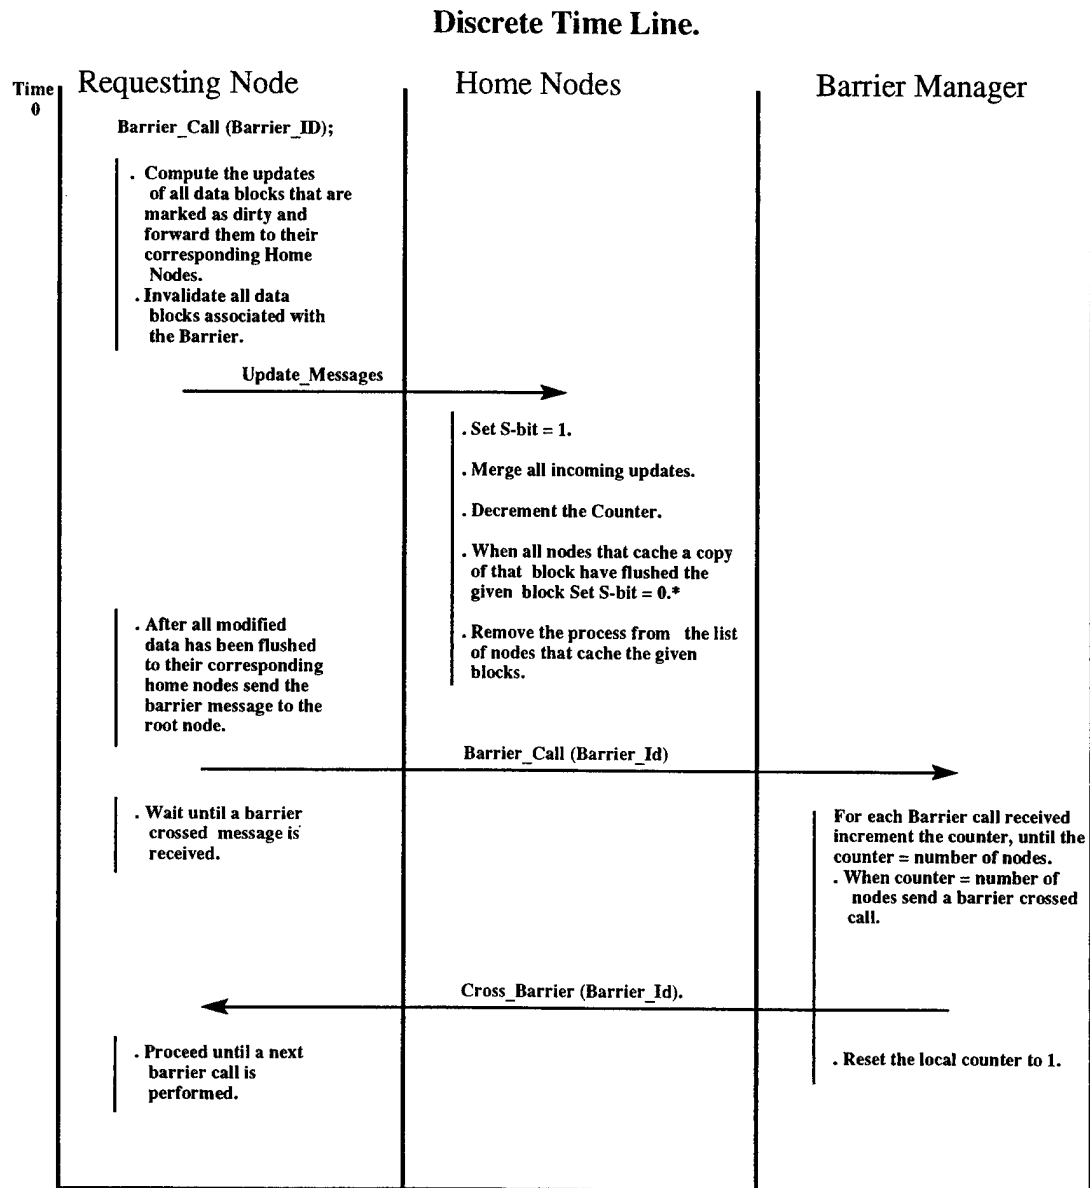 Discrete Time Line.
Time
0
Requesting Node
Home Nodes
Barrier Manager
Barrier_Call (Barrier_ID);
. Compute the updates
of all data blocks that are
marked as dirty and
forward them to their
corresponding Home
Nodes.
. Invalidate all data
blocks associated with
the Barrier.
Update_Messages
. Set S-bit = 1.
. Merge all incoming updates.
. Decrement the Counter.
. When all nodes that cache a copy
of that block have flushed the
given block Set S-bit = 0.*
. Remove the process from the list
of nodes that cache the given
blocks.
. After all modified
data has been flushed
to their corresponding
home nodes send the
barrier message to the
root node.
Barrier_Call (Barrier_Id)
. Wait until a barrier
crossed message is
received.
For each Barrier call received
increment the counter, until the
counter = number of nodes.
. When counter = number of
nodes send a barrier crossed
call.
Cross_Barrier (Barrier_Id).
. Proceed until a next
barrier call is
performed.
. Reset the local counter to 1.